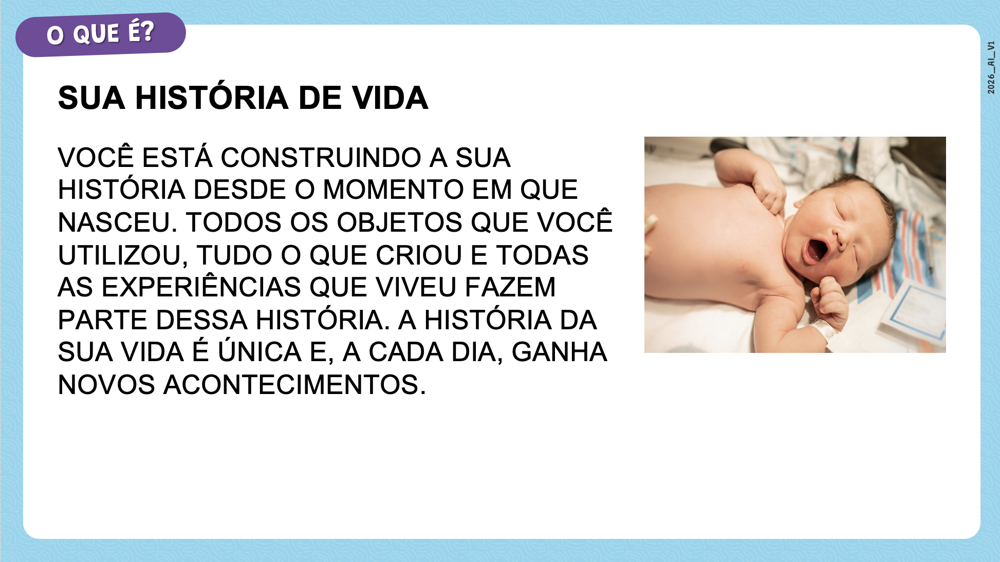 O QUE É?
2026_AI_V1
SUA HISTÓRIA DE VIDA
VOCÊ ESTÁ CONSTRUINDO A SUA
HISTÓRIA DESDE O MOMENTO EM QUE
NASCEU. TODOS OS OBJETOS QUE VOCÊ
UTILIZOU, TUDO O QUE CRIOU E TODAS
AS EXPERIÊNCIAS QUE VIVEU FAZEM
PARTE DESSA HISTÓRIA. A HISTÓRIA DA
SUA VIDA É ÚNICA E, A CADA DIA, GANHA
NOVOS ACONTECIMENTOS.